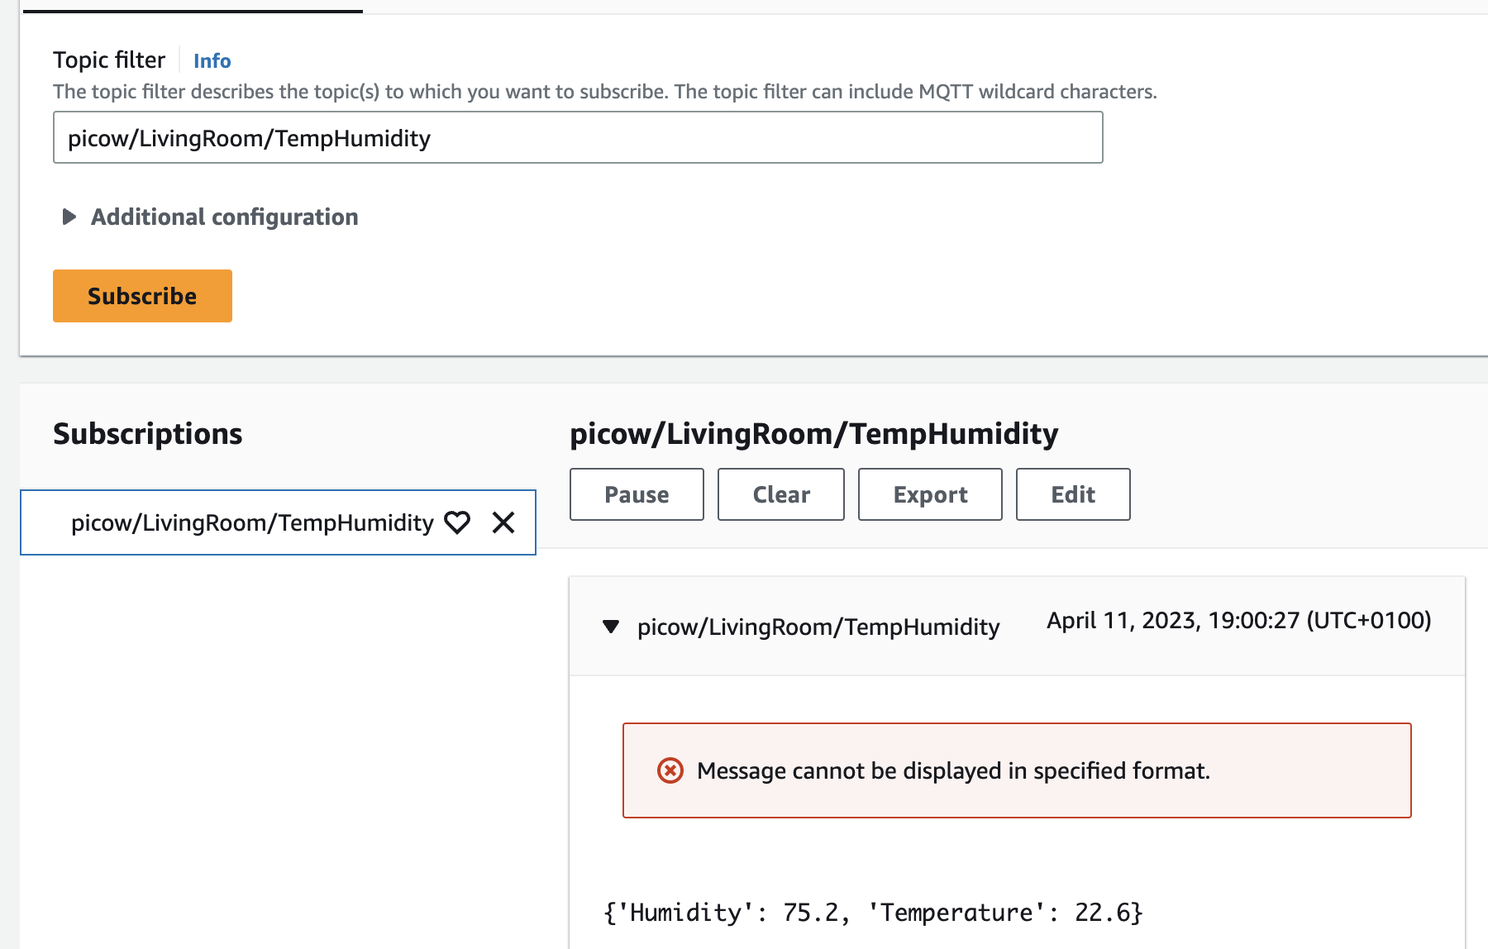 Topic filter Info
The topic filter describes the topic(s) to which you want to subscribe. The topic filter can include MQTT wildcard characters.
picow/LivingRoom/TempHumidity
Additional configuration
Subscribe
Subscriptions
picow/LivingRoom/TempHumidity
picow/LivingRoom/TempHumidity
Pause Clear Export Edit
picow/LivingRoom/TempHumidity April 11, 2023, 19:00:27 (UTC+0100)
Message cannot be displayed in specified format.
{'Humidity': 75.2, 'Temperature': 22.6}